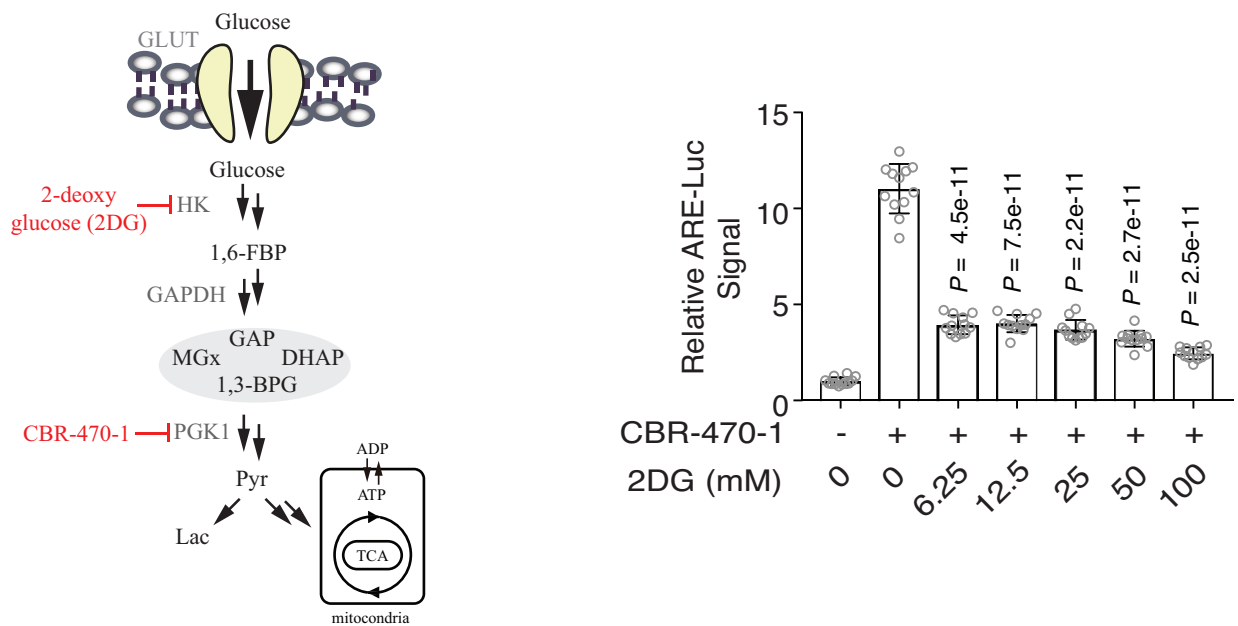 Glucose
GLUT
Glucose
2-deoxy
glucose (2DG)
HK
1,6-FBP
GAPDH
GAP
MGx
DHAP
1,3-BPG
CBR-470-1
PGK1
Pyr
Lac
ADP
ATP
TCA
mitocondria
Relative ARE-Luc
Signal
15
10
5
0
P = 4.5e-11
P = 7.5e-11
P = 2.2e-11
P = 2.7e-11
P = 2.5e-11
CBR-470-1 - + + + + + +
2DG (mM) 0 0 6.25 12.5 25 50 100